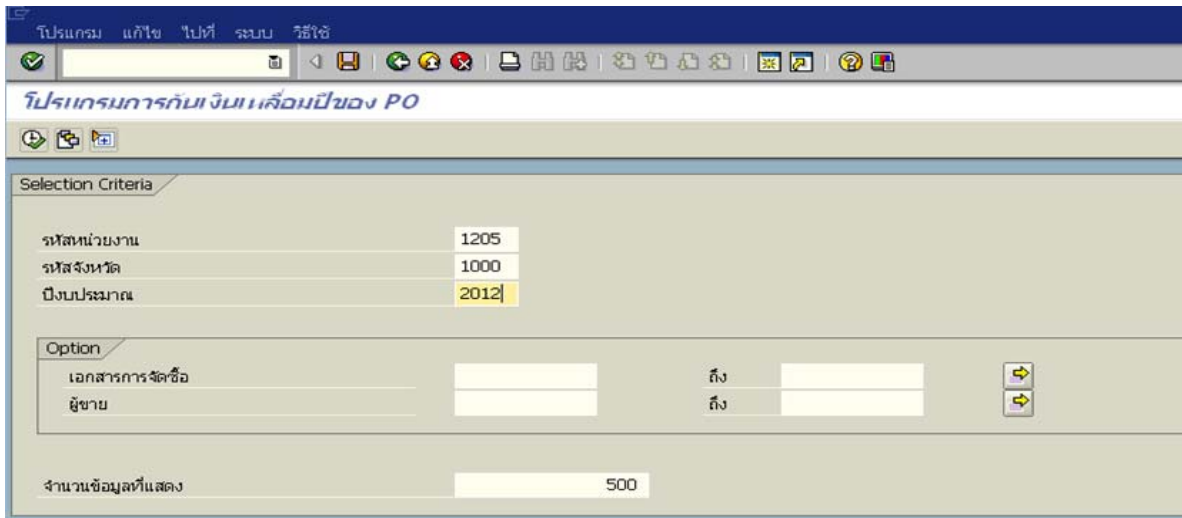 โปรแกรม แก้ไข ไปที่ ระบบ วิธีใช้
โปรแกรมการกันเงินเหลื่อมปีของ PO
Selection Criteria
รหัสหน่วยงาน 1205
รหัสจังหวัด 1000
ปีงบประมาณ 2012
Option
เอกสารการจัดซื้อ ถึง
ผู้ขาย ถึง
จำนวนข้อมูลที่แสดง 500